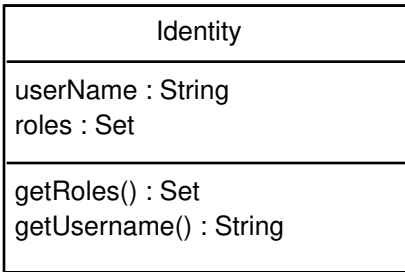 Identity
userName : String
roles : Set
getRoles() : Set
getUsername() : String